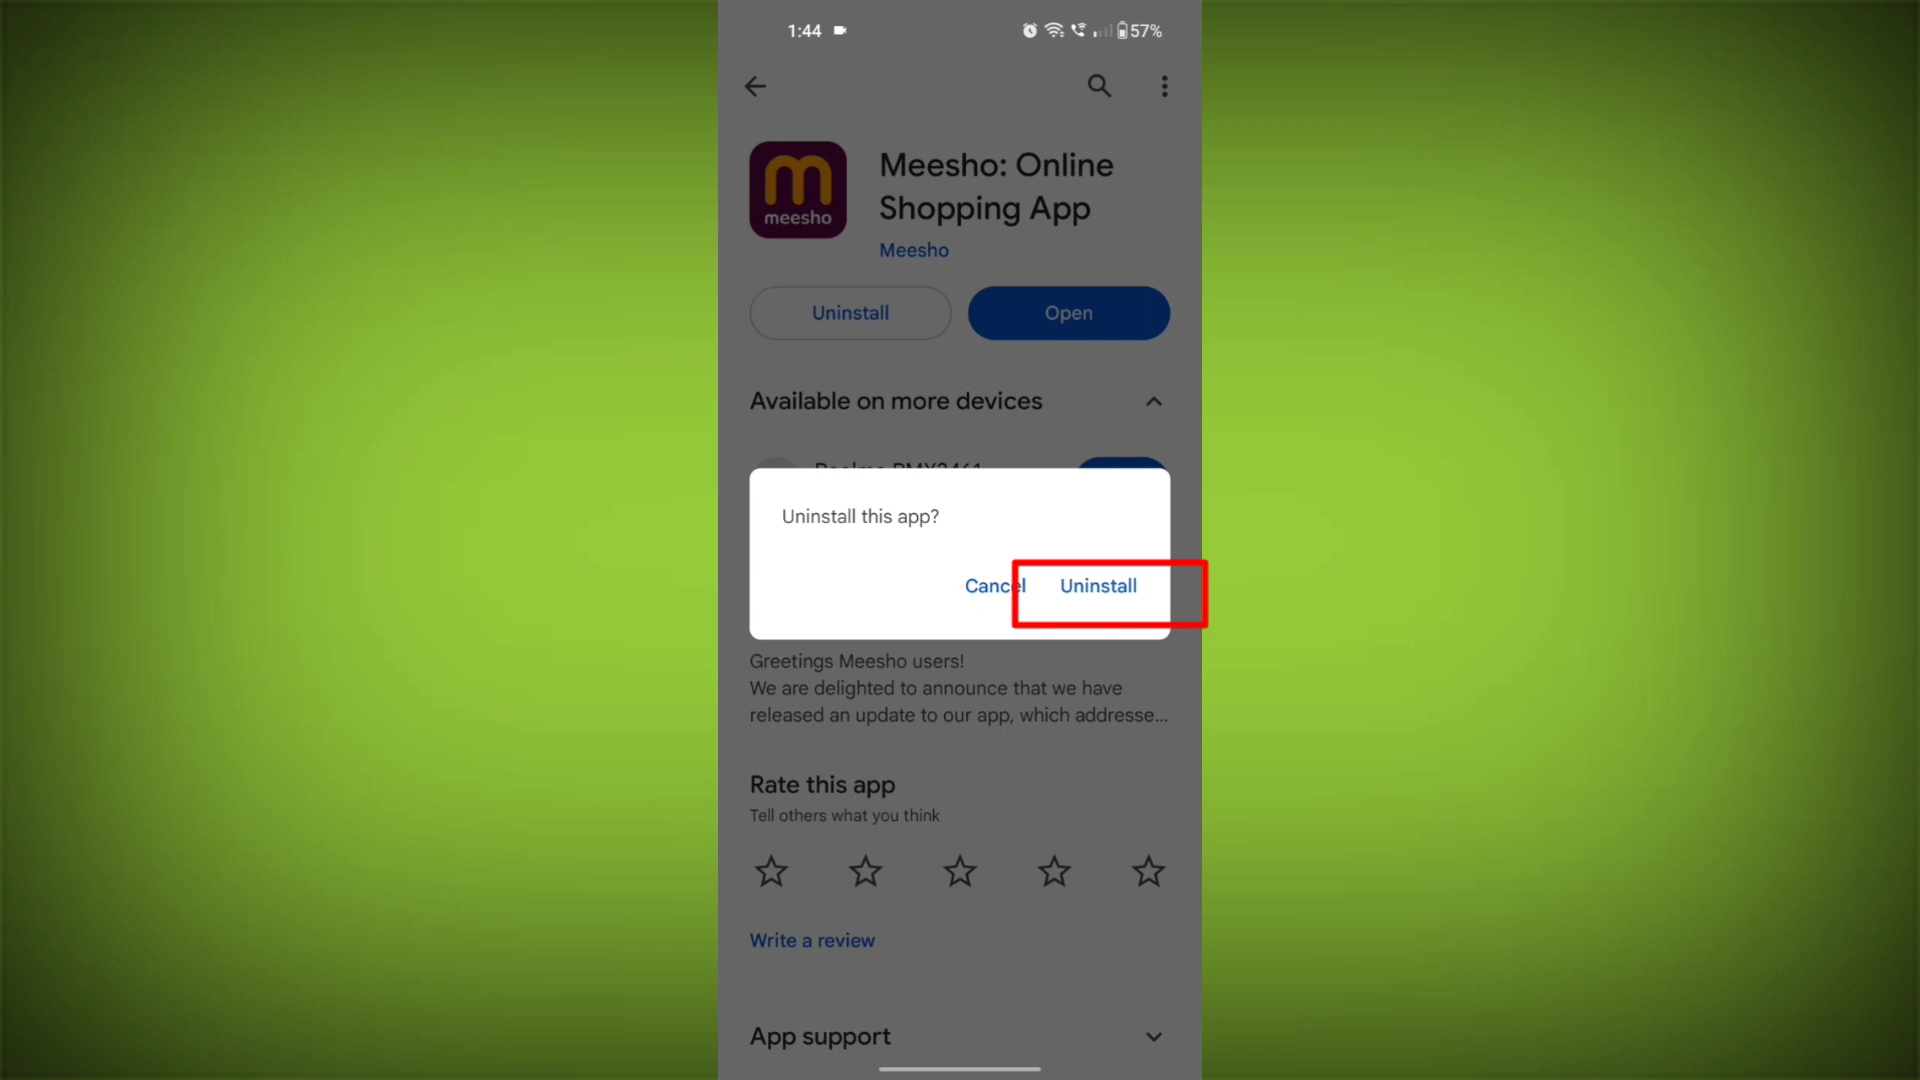 1:44
57%
Meesho: Online
Shopping App
meesho
Meesho
Uninstall
Open
Available on more devices
Uninstall this app?
Cancel
Uninstall
Greetings Meesho users!
We are delighted to announce that we have
released an update to our app, which addresse...
Rate this app
Tell others what you think
Write a review
App support